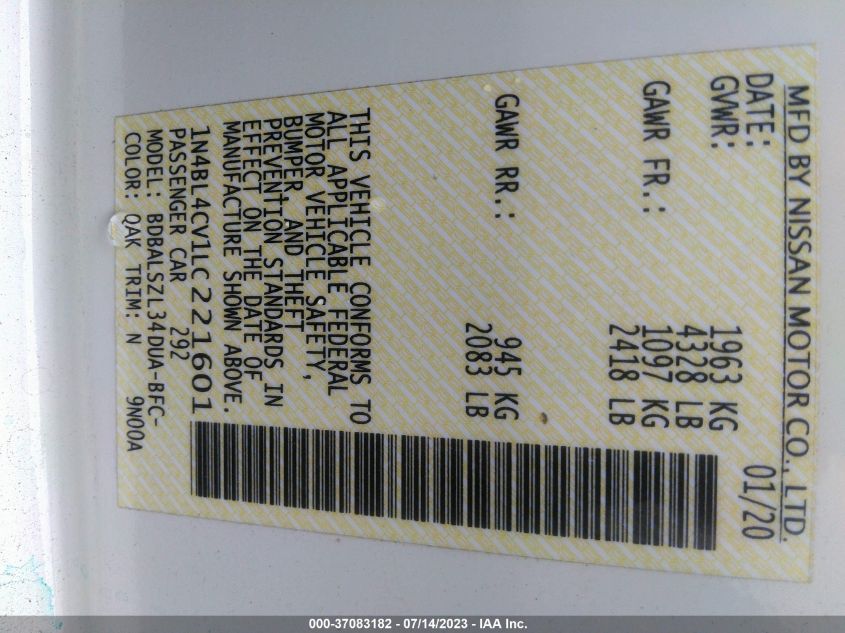 MFD BY NISSAN MOTOR CO., LTD.
DATE: 01/20
GVWR: 1963 KG
4328 LB
GAWR FR.: 1097 KG
2418 LB
GAWR RR.: 945 KG
2083 LB
THIS VEHICLE CONFORMS TO
ALL APPLICABLE FEDERAL
MOTOR VEHICLE SAFETY,
BUMPER, AND THEFT
PREVENTION STANDARDS IN
EFFECT ON THE DATE OF
MANUFACTURE SHOWN ABOVE.
1N4BL4CV1LC221601
PASSENGER CAR 292
MODEL: BDBALSZL34DUA-BFC-
COLOR: QAK TRIM: N 9N00A
000-37083182 - 07/14/2023 - IAA Inc.